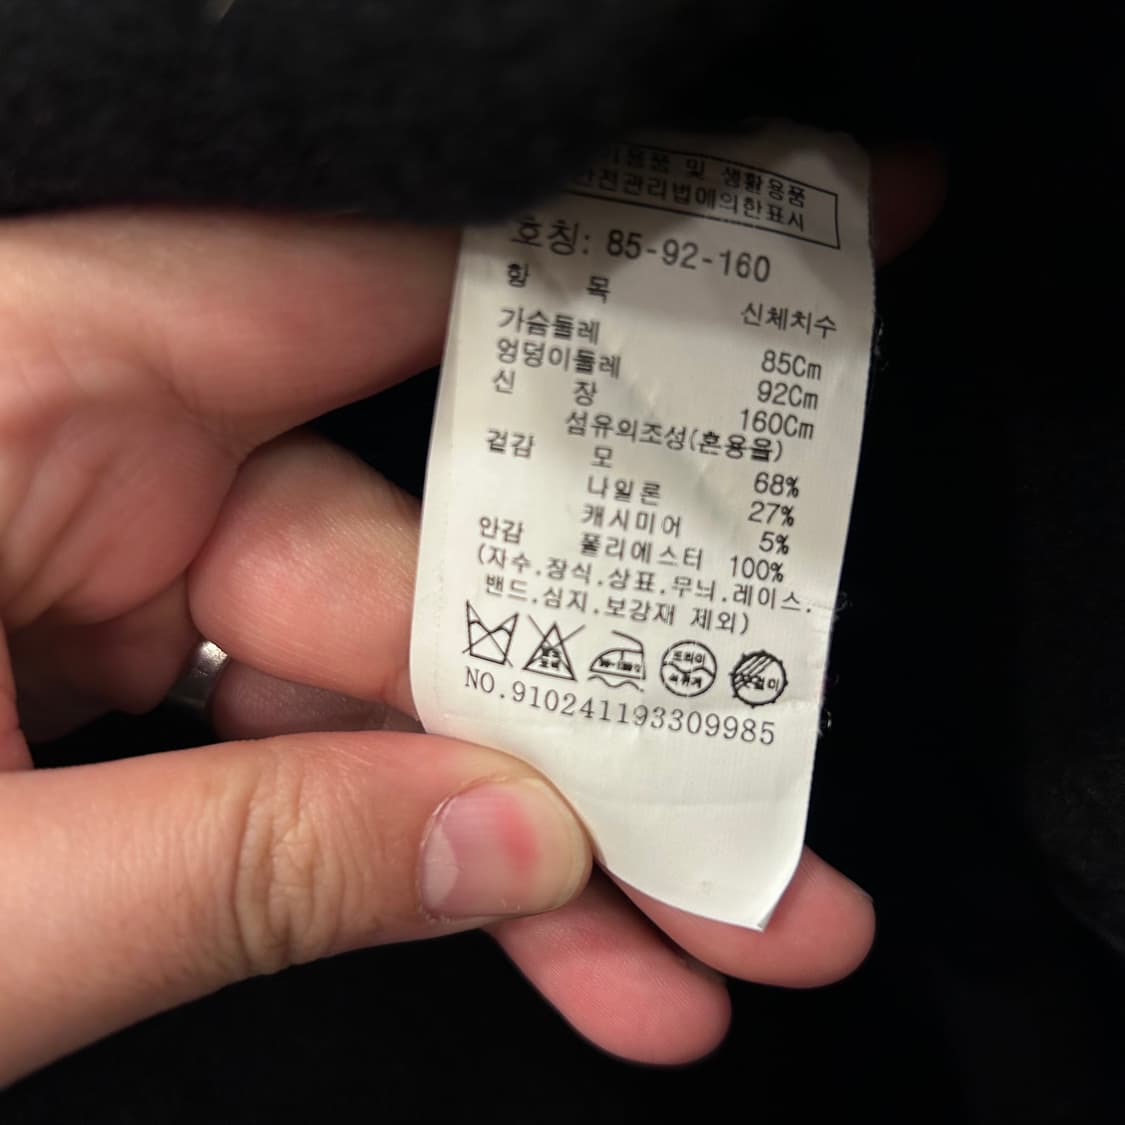 용품 및 생활용품
안전관리법에의한표시
호칭: 85-92-160
항 목 신체치수
가슴둘레 85Cm
엉덩이둘레 92Cm
신 장 160Cm
섬유의조성(혼용율)
겉감 모 68%
나일론 27%
캐시미어 5%
안감 폴리에스터 100%
(자수.장식.상표.무늬.레이스.
밴드.심지.보강재 제외)
드라이
NO.910241193309985